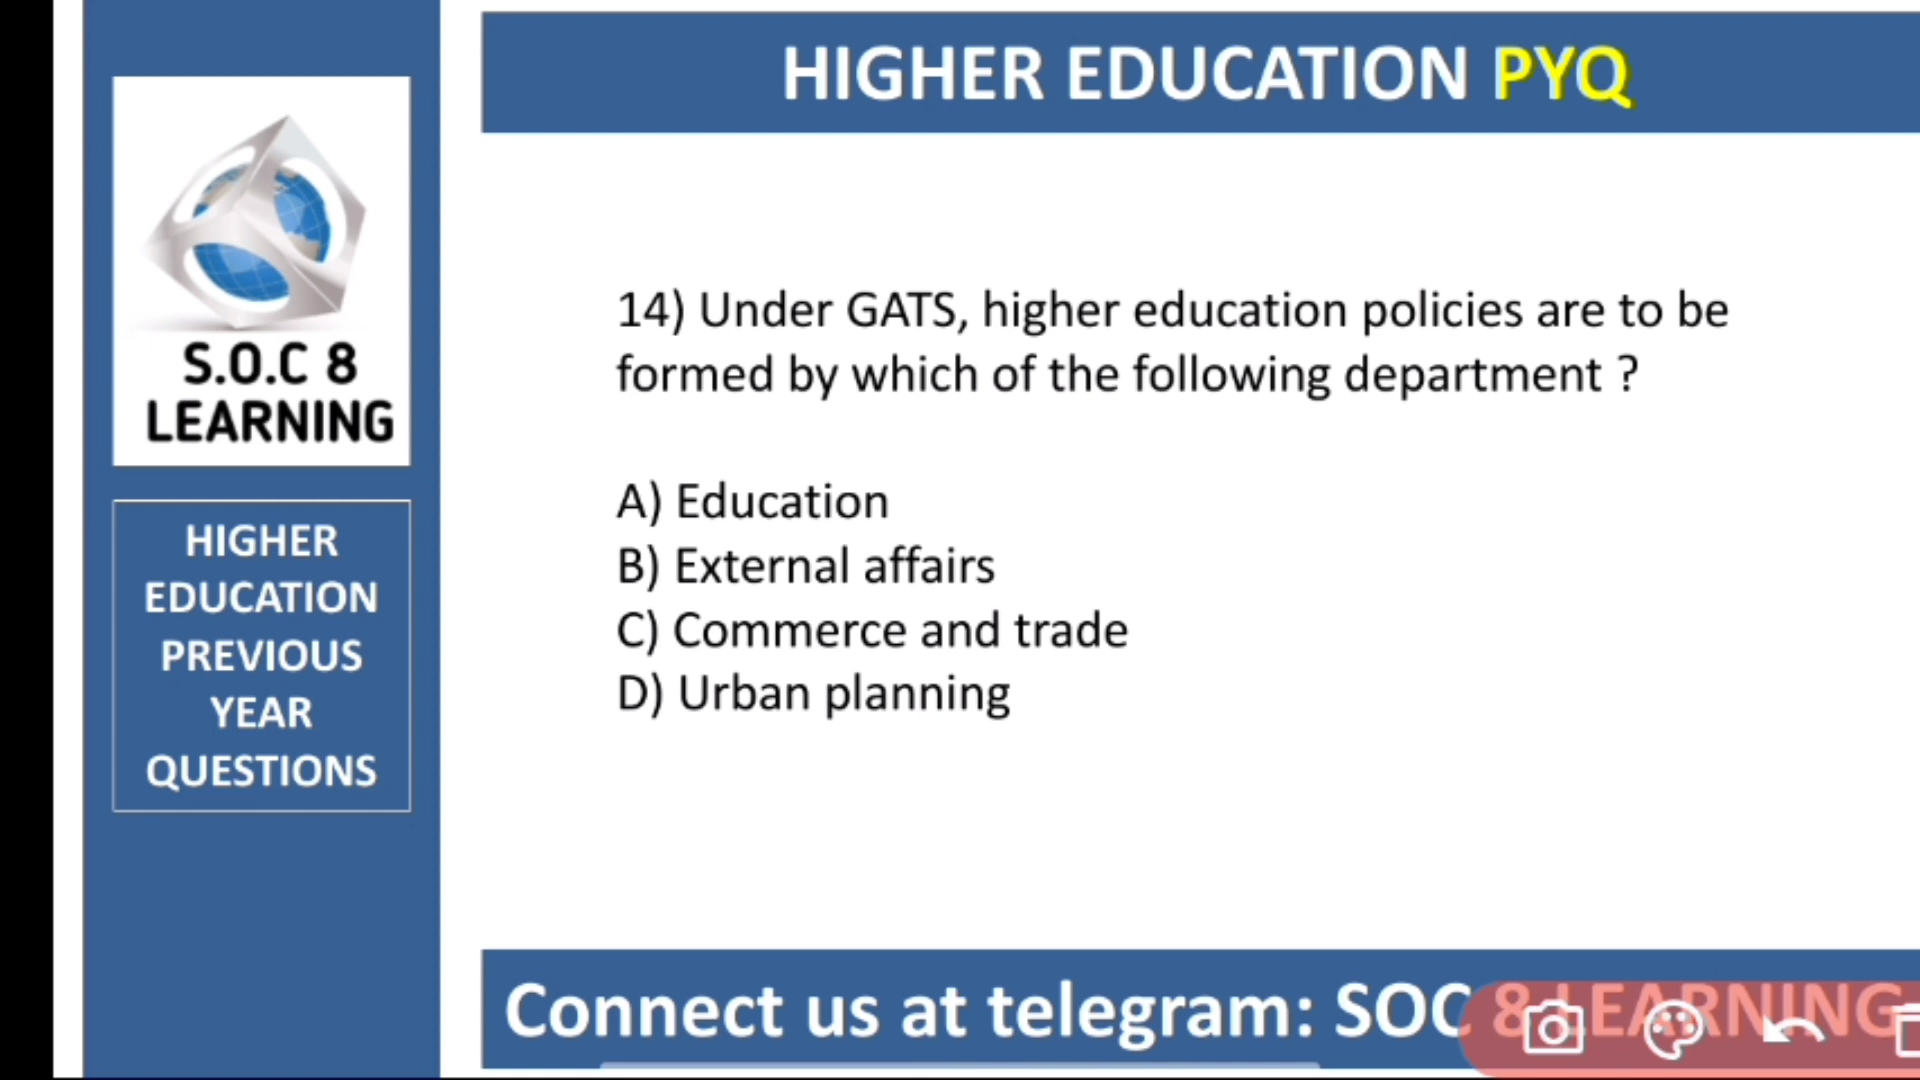 HIGHER EDUCATION PYQ
S.O.C 8
LEARNING
HIGHER
EDUCATION
PREVIOUS
YEAR
QUESTIONS
14) Under GATS, higher education policies are to be
formed by which of the following department ?
A) Education
B) External affairs
C) Commerce and trade
D) Urban planning
Connect us at telegram: SOC 8 LEARNING